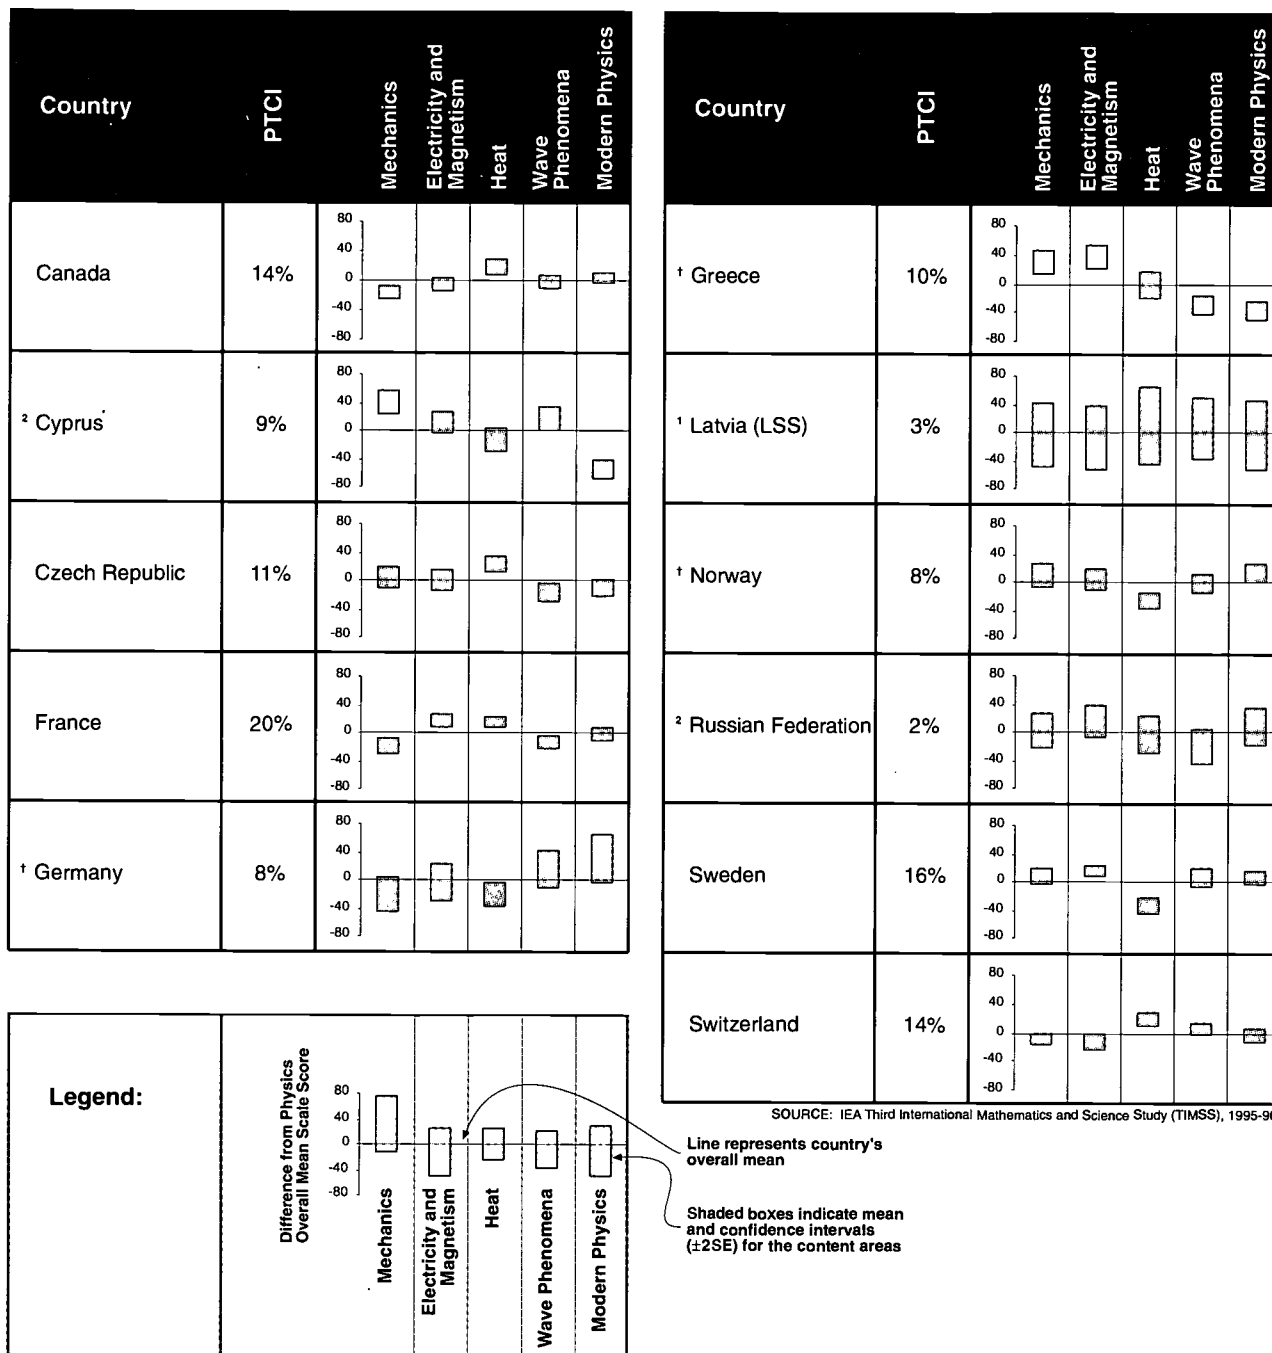 Country
PTCI
Mechanics
Electricity and
Magnetism
Heat
Wave
Phenomena
Modern Physics
Canada
14%
80
40
0
-40
-80
² Cyprus
9%
80
40
0
-40
-80
Czech Republic
11%
80
40
0
-40
-80
France
20%
80
40
0
-40
-80
† Germany
8%
80
40
0
-40
-80
Country
PTCI
Mechanics
Electricity and
Magnetism
Heat
Wave
Phenomena
Modern Physics
† Greece
10%
80
40
0
-40
-80
¹ Latvia (LSS)
3%
80
40
0
-40
-80
† Norway
8%
80
40
0
-40
-80
² Russian Federation
2%
80
40
0
-40
-80
Sweden
16%
80
40
0
-40
-80
Switzerland
14%
80
40
0
-40
-80
SOURCE: IEA Third International Mathematics and Science Study (TIMSS), 1995-96
Legend:
Difference from Physics
Overall Mean Scale Score
80
40
0
-40
-80
Mechanics
Electricity and
Magnetism
Heat
Wave Phenomena
Modern Physics
Line represents country's
overall mean
Shaded boxes indicate mean
and confidence intervals
(±2SE) for the content areas